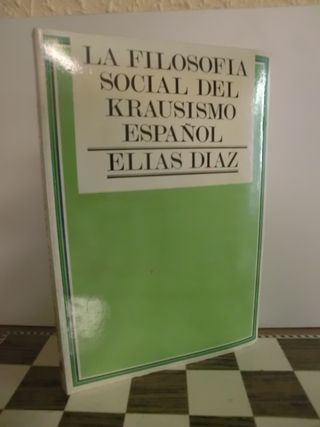 LA FILOSOFIA
SOCIAL DEL
KRAUSISMO
ESPAÑOL
ELIAS DIAZ